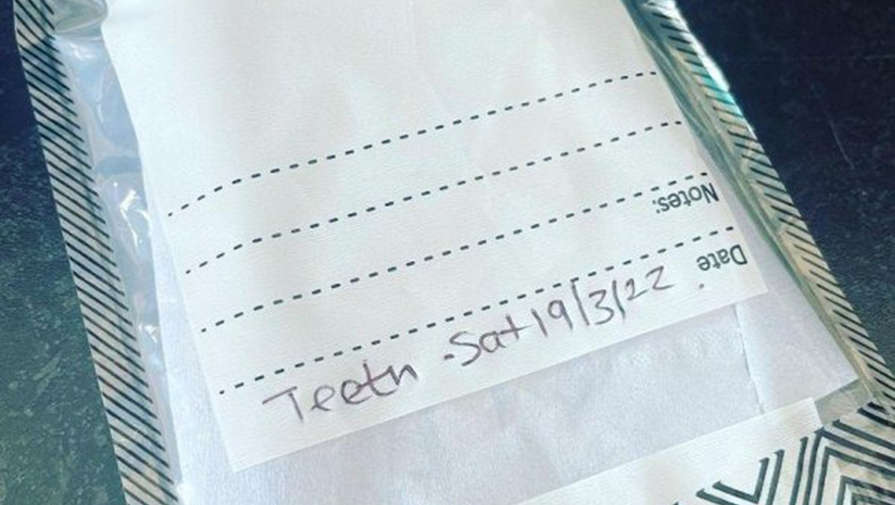 Teeth - Sat 19/3/22
Date
Notes: